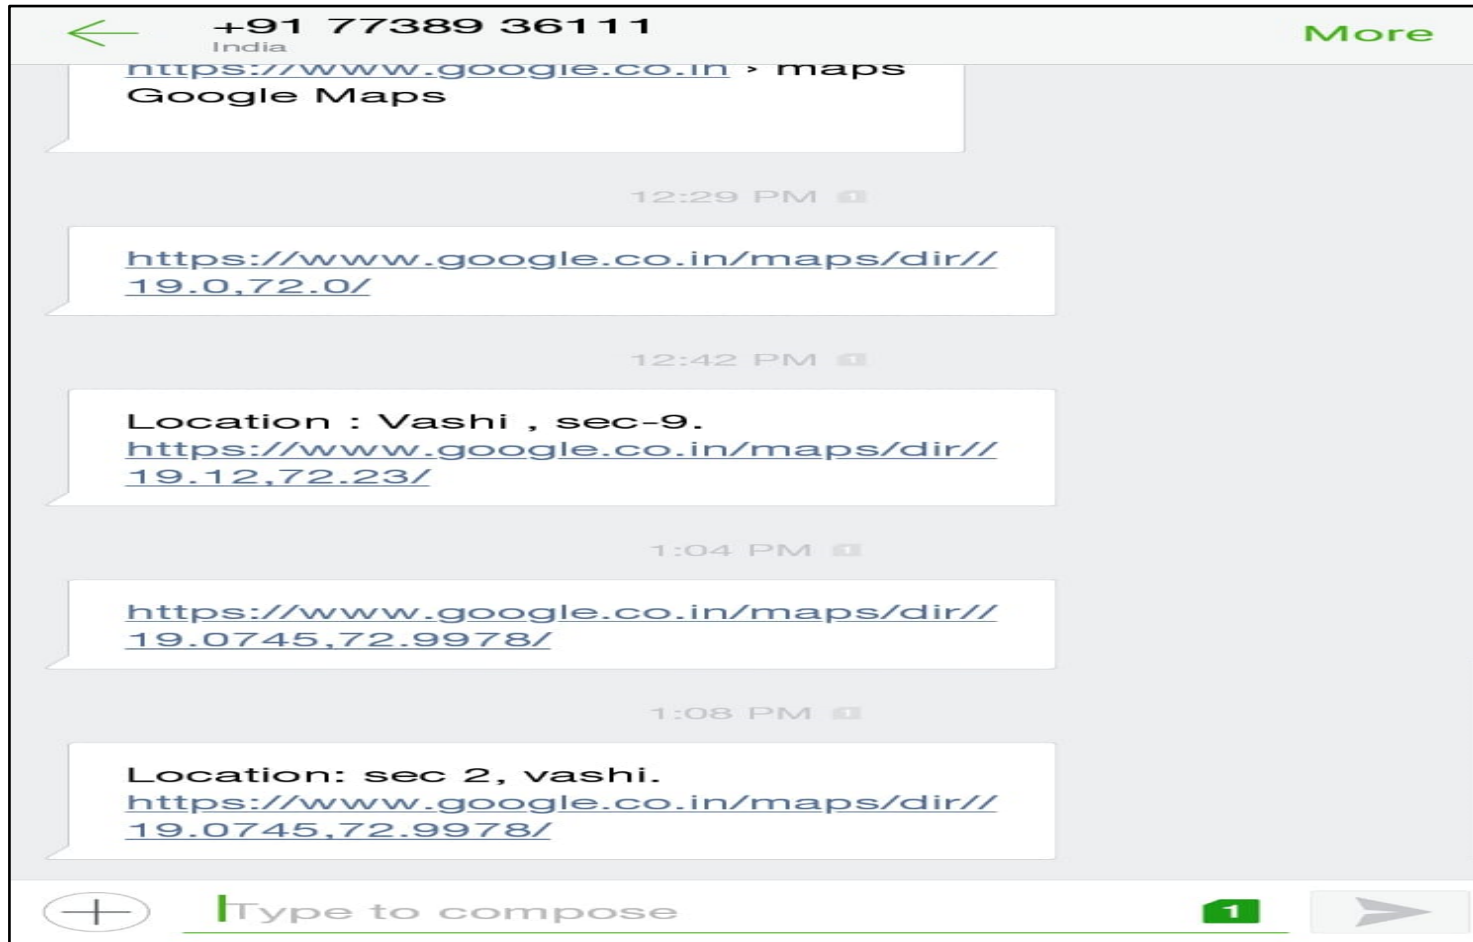 +91 77389 36111
More
India
https://www.google.co.in › maps
Google Maps
12:29 PM 1
https://www.google.co.in/maps/dir//
19.0,72.0/
12:42 PM 1
Location : Vashi , sec-9.
https://www.google.co.in/maps/dir//
19.12,72.23/
1:04 PM 1
https://www.google.co.in/maps/dir//
19.0745,72.9978/
1:08 PM 1
Location: sec 2, vashi.
https://www.google.co.in/maps/dir//
19.0745,72.9978/
Type to compose
1